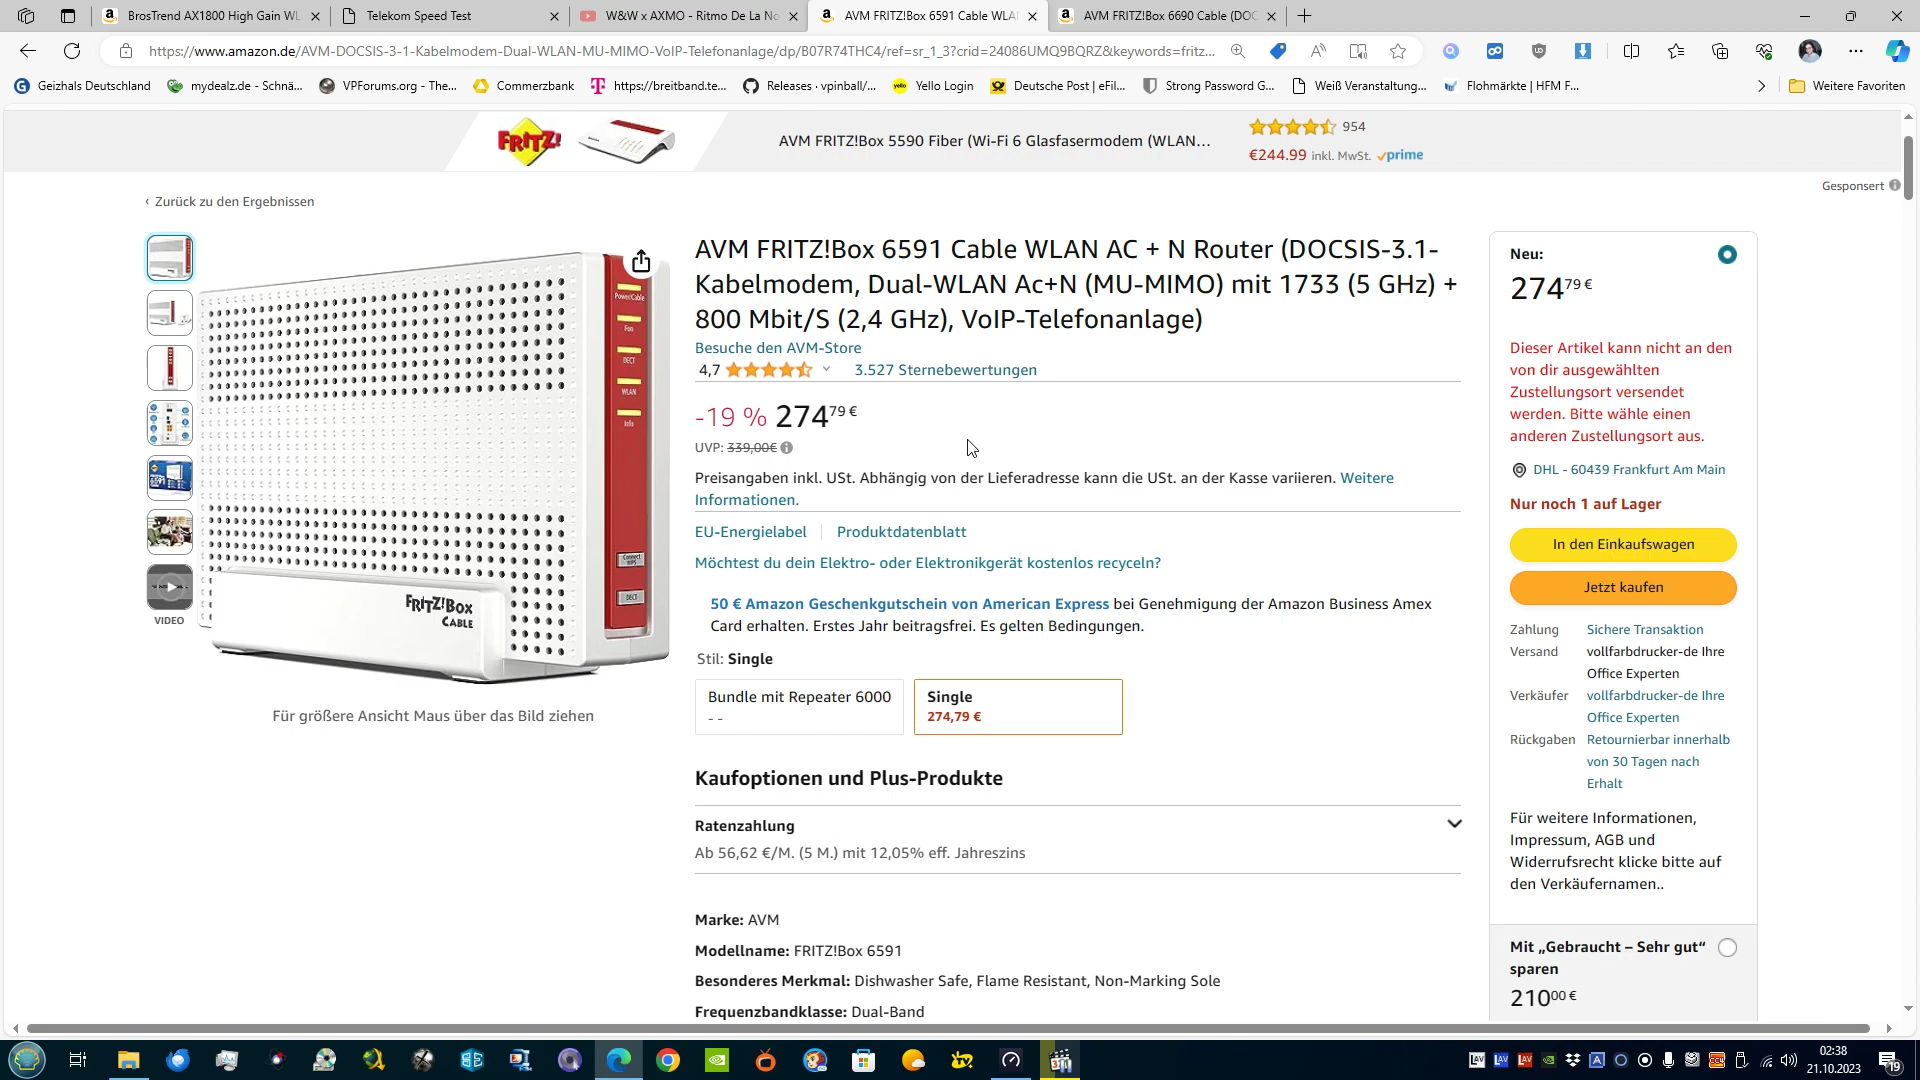 BrosTrend AX1800 High Gain WL
Telekom Speed Test
W&W x AXMO - Ritmo De La No
AVM FRITZ!Box 6591 Cable WLA
AVM FRITZ!Box 6690 Cable (DOC
https://www.amazon.de/AVM-DOCSIS-3-1-Kabelmodem-Dual-WLAN-MU-MIMO-VoIP-Telefonanlage/dp/B07R74THC4/ref=sr_1_3?crid=24086UMQ9BQRZ&keywords=fritz...
Geizhals Deutschland
mydealz.de - Schnä...
VPForums.org - The...
Commerzbank
https://breitband.te...
Releases · vpinball/...
Yello Login
Deutsche Post | eFil...
Strong Password G...
Weiß Veranstaltung...
Flohmärkte | HFM F...
Weitere Favoriten
FRITZ!
AVM FRITZ!Box 5590 Fiber (Wi-Fi 6 Glasfasermodem (WLAN...
954
€244.99 inkl. MwSt. prime
Gesponsert
‹ Zurück zu den Ergebnissen
Power/Cable
Fon
DECT
WLAN
Info
Connect
WPS
DECT
FRITZ!BOX
CABLE
VIDEO
Für größere Ansicht Maus über das Bild ziehen
AVM FRITZ!Box 6591 Cable WLAN AC + N Router (DOCSIS-3.1-
Kabelmodem, Dual-WLAN Ac+N (MU-MIMO) mit 1733 (5 GHz) +
800 Mbit/S (2,4 GHz), VoIP-Telefonanlage)
Besuche den AVM-Store
4,7
3.527 Sternebewertungen
-19 % 274 79 €
UVP: 339,00€
Preisangaben inkl. USt. Abhängig von der Lieferadresse kann die USt. an der Kasse variieren. Weitere
Informationen.
EU-Energielabel
Produktdatenblatt
Möchtest du dein Elektro- oder Elektronikgerät kostenlos recyceln?
50 € Amazon Geschenkgutschein von American Express bei Genehmigung der Amazon Business Amex
Card erhalten. Erstes Jahr beitragsfrei. Es gelten Bedingungen.
Stil: Single
Bundle mit Repeater 6000
- -
Single
274,79 €
Kaufoptionen und Plus-Produkte
Ratenzahlung
Ab 56,62 €/M. (5 M.) mit 12,05% eff. Jahreszins
Marke: AVM
Modellname: FRITZ!Box 6591
Besonderes Merkmal: Dishwasher Safe, Flame Resistant, Non-Marking Sole
Frequenzbandklasse: Dual-Band
Neu:
274 79 €
Dieser Artikel kann nicht an den
von dir ausgewählten
Zustellungsort versendet
werden. Bitte wähle einen
anderen Zustellungsort aus.
DHL - 60439 Frankfurt Am Main
Nur noch 1 auf Lager
In den Einkaufswagen
Jetzt kaufen
Zahlung Sichere Transaktion
Versand vollfarbdrucker-de Ihre
Office Experten
Verkäufer vollfarbdrucker-de Ihre
Office Experten
Rückgaben Retournierbar innerhalb
von 30 Tagen nach
Erhalt
Für weitere Informationen,
Impressum, AGB und
Widerrufsrecht klicke bitte auf
den Verkäufernamen..
Mit „Gebraucht – Sehr gut“
sparen
210 00 €
02:38
21.10.2023
19